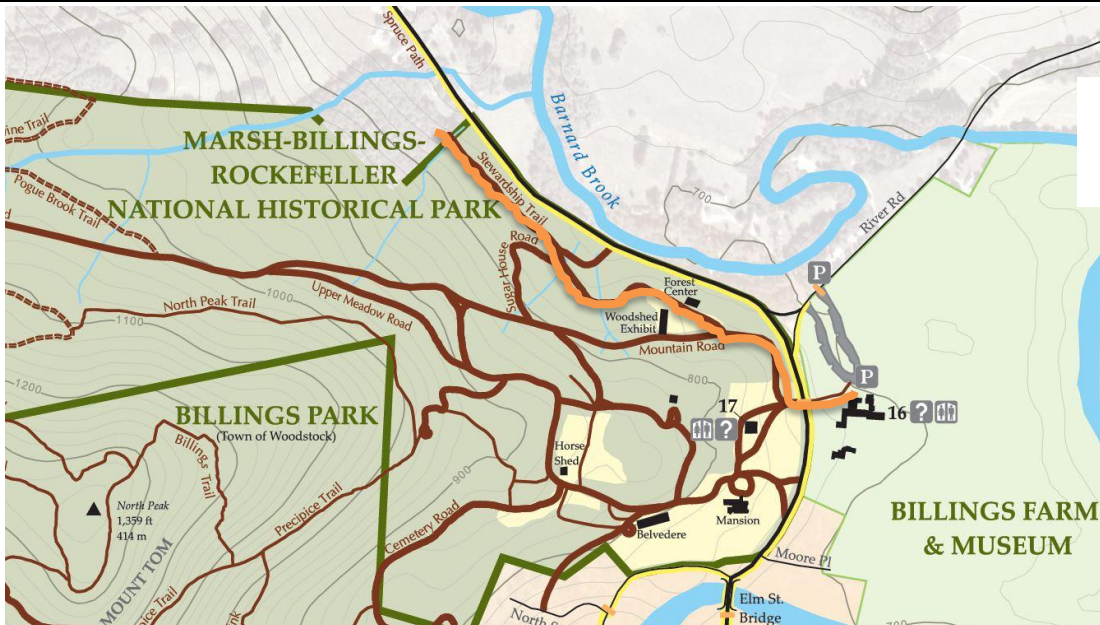 Spruce Path
Barnard Brook
MARSH-BILLINGS-
ROCKEFELLER
NATIONAL HISTORICAL PARK
Stewardship Trail
700
River Rd
Pogue Brook Trail
Road
Sugar House
P
1000
North Peak Trail
Upper Meadow Road
1100
Forest
Center
Woodshed
Exhibit
Mountain Road
800
P
1200
BILLINGS PARK
(Town of Woodstock)
17
?
16
?
Billings Trail
Horse
Shed
900
North Peak
1,359 ft
414 m
Precipice Trail
Cemetery Road
Mansion
Belvedere
BILLINGS FARM
& MUSEUM
MOUNT TOM
Moore Pl
Elm St.
Bridge
North